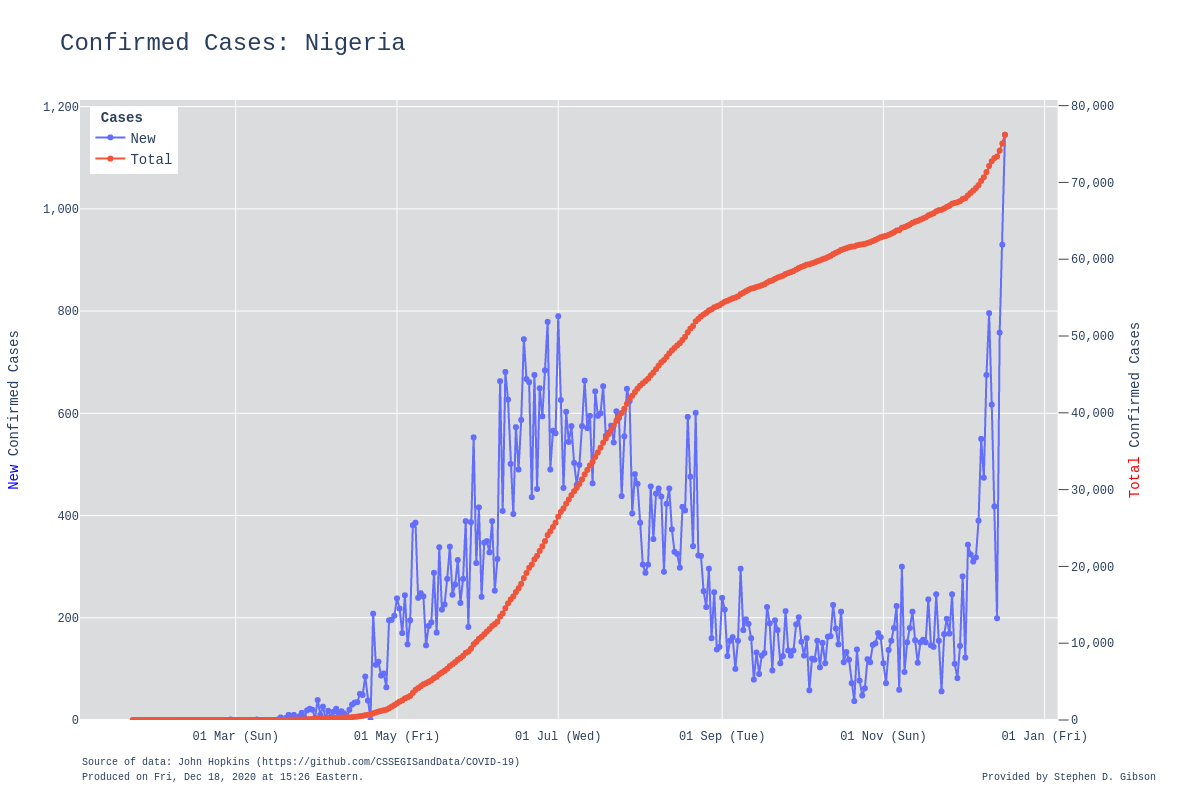 Confirmed Cases: Nigeria
Cases
New
Total
1,200
1,000
800
600
400
200
0
80,000
70,000
60,000
50,000
40,000
30,000
20,000
10,000
0
New Confirmed Cases
Total Confirmed Cases
01 Mar (Sun)
01 May (Fri)
01 Jul (Wed)
01 Sep (Tue)
01 Nov (Sun)
01 Jan (Fri)
Source of data: John Hopkins (https://github.com/CSSEGISandData/COVID-19)
Produced on Fri, Dec 18, 2020 at 15:26 Eastern.
Provided by Stephen D. Gibson